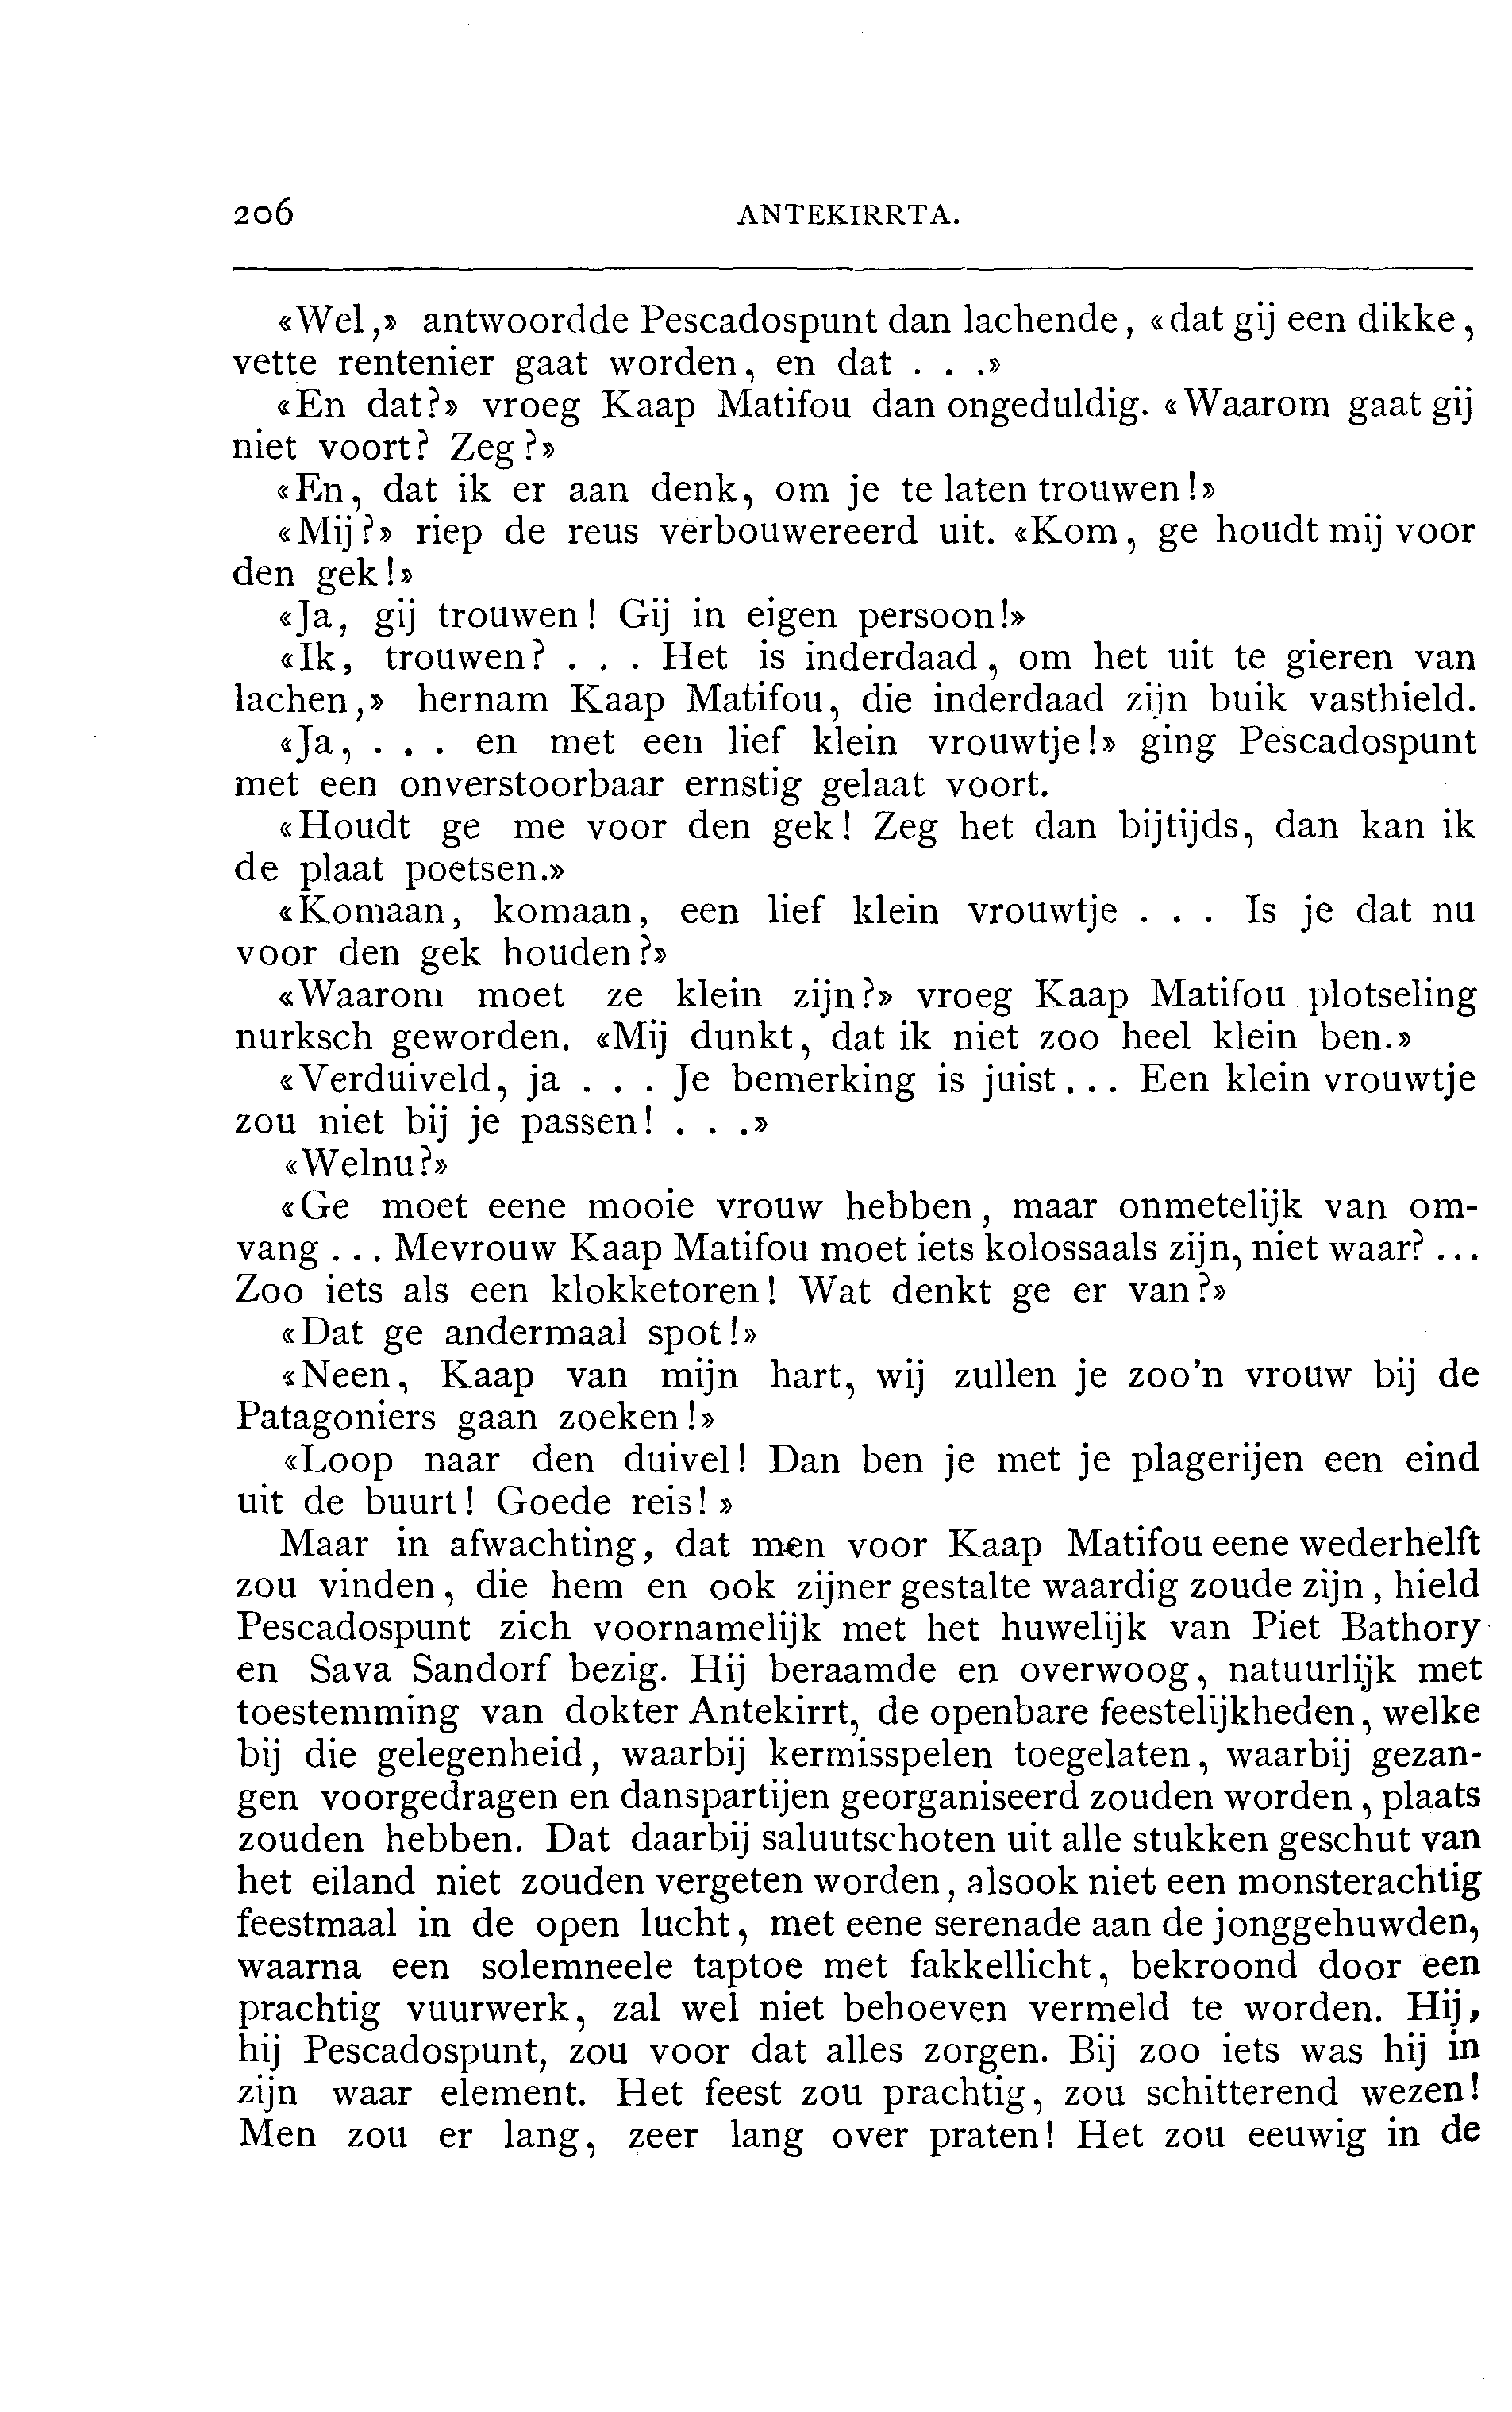 206 ANTEKIRRTA.
«Wel,» antwoordde Pescadospunt dan lachende, «dat gij een dikke,
vette rentenier gaat worden, en dat . . .»
«En dat?» vroeg Kaap Matifou dan ongeduldig. «Waarom gaat gij
niet voort? Zeg?»
«En, dat ik er aan denk, om je te laten trouwen!»
«Mij?» riep de reus verbouwereerd uit. «Kom, ge houdt mij voor
den gek!»
«Ja, gij trouwen! Gij in eigen persoon!»
«Ik, trouwen? . . . Het is inderdaad, om het uit te gieren van
lachen,» hernam Kaap Matifou, die inderdaad zijn buik vasthield.
«Ja, . . . en met een lief klein vrouwtje!» ging Pescadospunt
met een onverstoorbaar ernstig gelaat voort.
«Houdt ge me voor den gek! Zeg het dan bijtijds, dan kan ik
de plaat poetsen.»
«Komaan, komaan, een lief klein vrouwtje . . . Is je dat nu
voor den gek houden?»
«Waarom moet ze klein zijn?» vroeg Kaap Matifou plotseling
nurksch geworden. «Mij dunkt, dat ik niet zoo heel klein ben.»
«Verduiveld, ja . . . Je bemerking is juist... Een klein vrouwtje
zou niet bij je passen! . . .»
«Welnu?»
«Ge moet eene mooie vrouw hebben, maar onmetelijk van om-
vang ... Mevrouw Kaap Matifou moet iets kolossaals zijn, niet waar? ...
Zoo iets als een klokketoren! Wat denkt ge er van?»
«Dat ge andermaal spot!»
«Neen, Kaap van mijn hart, wij zullen je zoo'n vrouw bij de
Patagoniers gaan zoeken!»
«Loop naar den duivel! Dan ben je met je plagerijen een eind
uit de buurt! Goede reis!»
Maar in afwachting, dat men voor Kaap Matifou eene wederhelft
zou vinden, die hem en ook zijner gestalte waardig zoude zijn, hield
Pescadospunt zich voornamelijk met het huwelijk van Piet Bathory
en Sava Sandorf bezig. Hij beraamde en overwoog, natuurlijk met
toestemming van dokter Antekirrt, de openbare feestelijkheden, welke
bij die gelegenheid, waarbij kermisspelen toegelaten, waarbij gezan-
gen voorgedragen en danspartijen georganiseerd zouden worden, plaats
zouden hebben. Dat daarbij saluutschoten uit alle stukken geschut van
het eiland niet zouden vergeten worden, alsook niet een monsterachtig
feestmaal in de open lucht, met eene serenade aan de jonggehuwden,
waarna een solemneele taptoe met fakkellicht, bekroond door een
prachtig vuurwerk, zal wel niet behoeven vermeld te worden. Hij,
hij Pescadospunt, zou voor dat alles zorgen. Bij zoo iets was hij in
zijn waar element. Het feest zou prachtig, zou schitterend wezen!
Men zou er lang, zeer lang over praten! Het zou eeuwig in de